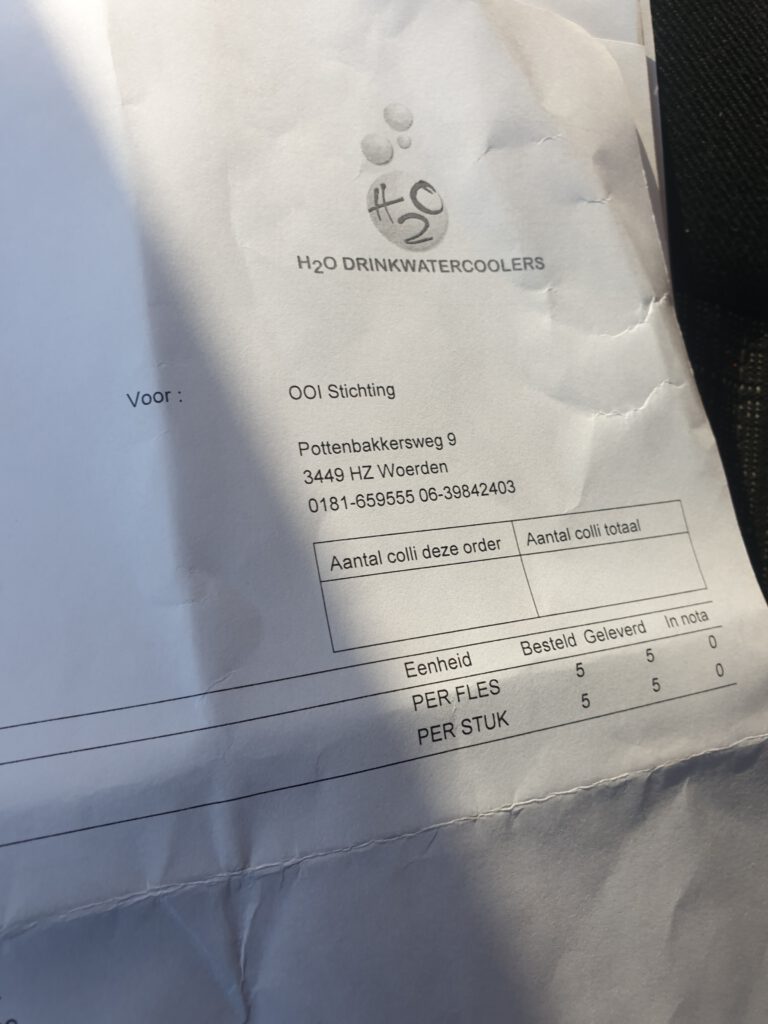 H2O
H2O DRINKWATERCOOLERS
Voor :
OOI Stichting
Pottenbakkersweg 9
3449 HZ Woerden
0181-659555 06-39842403
Aantal colli deze order Aantal colli totaal
Eenheid Besteld Geleverd In nota
PER FLES 5 5 0
PER STUK 5 5 0